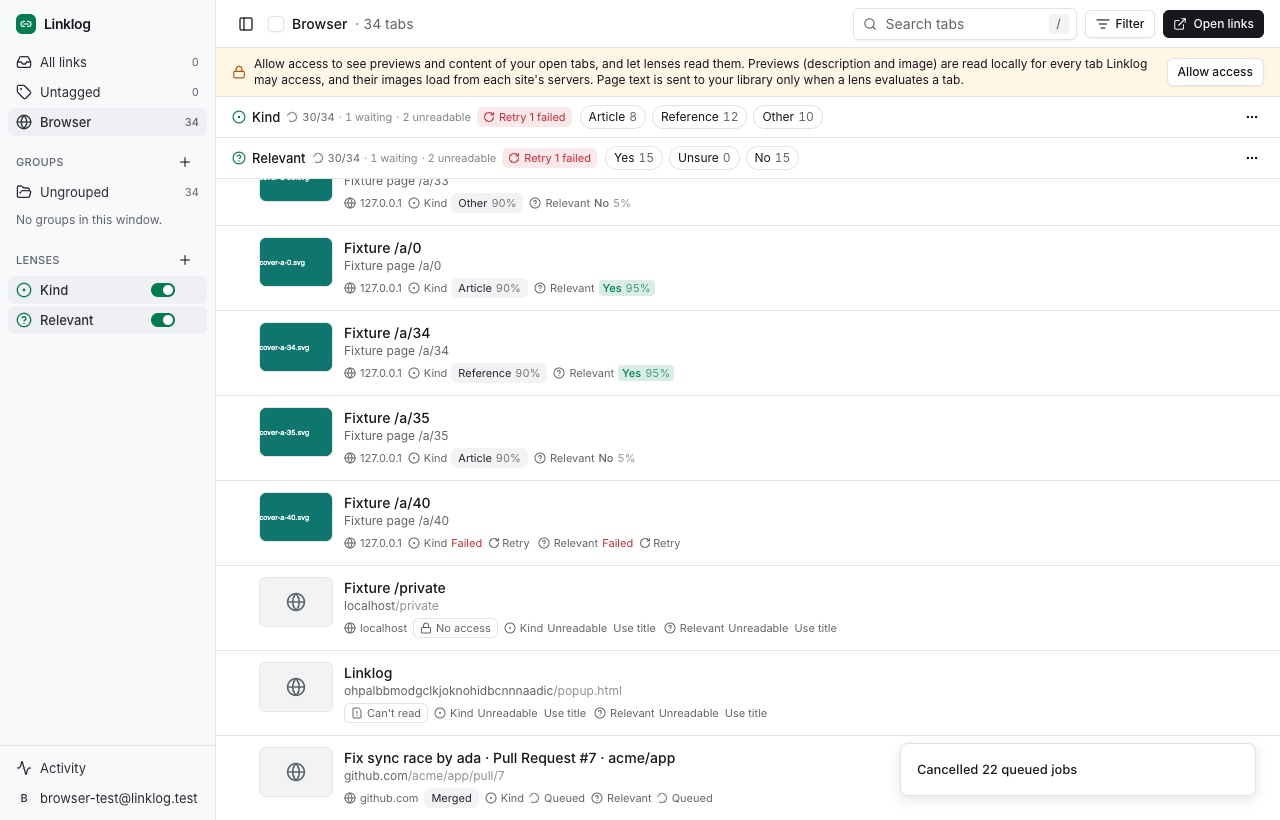 Linklog
All links 0
Untagged 0
Browser 34
GROUPS
Ungrouped 34
No groups in this window.
LENSES
Kind
Relevant
Activity
B browser-test@linklog.test
Browser · 34 tabs
Search tabs /
Filter
Open links
Allow access to see previews and content of your open tabs, and let lenses read them. Previews (description and image) are read locally for every tab Linklog
may access, and their images load from each site's servers. Page text is sent to your library only when a lens evaluates a tab.
Allow access
Kind 30/34 · 1 waiting · 2 unreadable Retry 1 failed Article 8 Reference 12 Other 10
Relevant 30/34 · 1 waiting · 2 unreadable Retry 1 failed Yes 15 Unsure 0 No 15
Fixture page /a/33
127.0.0.1 Kind Other 90% Relevant No 5%
cover-a-0.svg
Fixture /a/0
Fixture page /a/0
127.0.0.1 Kind Article 90% Relevant Yes 95%
cover-a-34.svg
Fixture /a/34
Fixture page /a/34
127.0.0.1 Kind Reference 90% Relevant Yes 95%
cover-a-35.svg
Fixture /a/35
Fixture page /a/35
127.0.0.1 Kind Article 90% Relevant No 5%
cover-a-40.svg
Fixture /a/40
Fixture page /a/40
127.0.0.1 Kind Failed Retry Relevant Failed Retry
Fixture /private
localhost/private
localhost No access Kind Unreadable Use title Relevant Unreadable Use title
Linklog
ohpalbbmodgclkjoknohidbcnnnaadic/popup.html
Can't read Kind Unreadable Use title Relevant Unreadable Use title
Fix sync race by ada · Pull Request #7 · acme/app
github.com/acme/app/pull/7
github.com Merged Kind Queued Relevant Queued
Cancelled 22 queued jobs